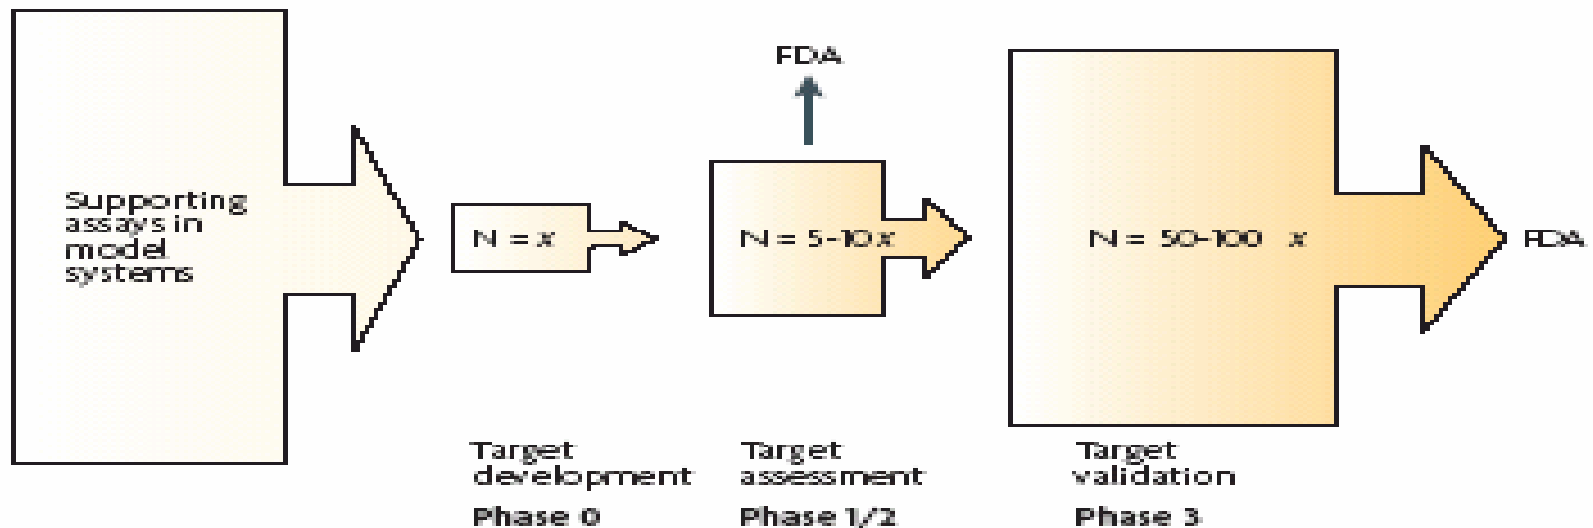 FDA
Supporting
assays in
model
systems
N = x
N = 5-10x
N = 50-100 x
FDA
Target
development
Phase 0
Target
assessment
Phase 1/2
Target
validation
Phase 3